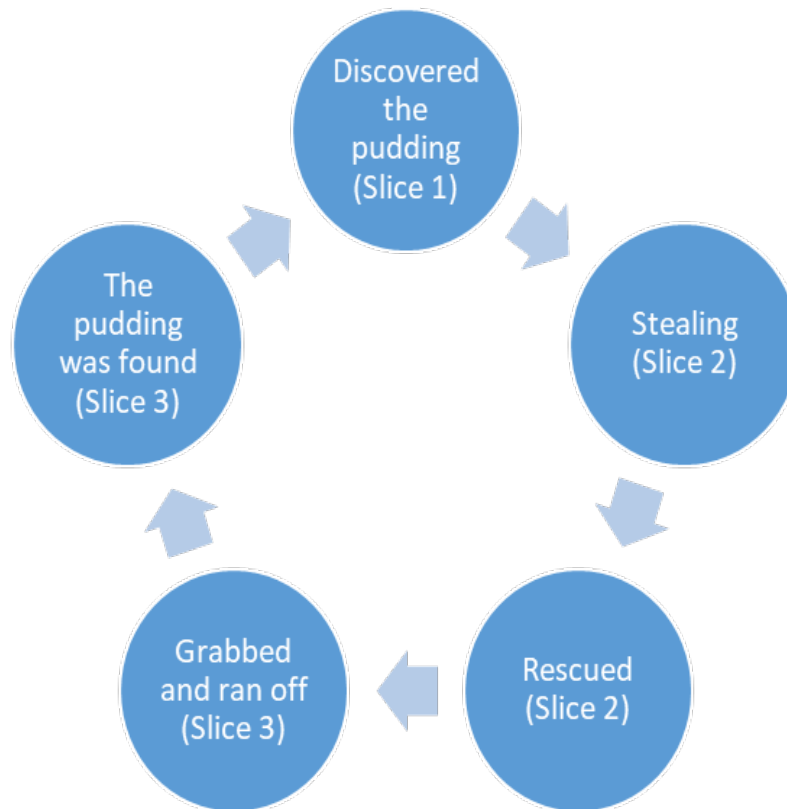 Discovered
the
pudding
(Slice 1)
Stealing
(Slice 2)
Rescued
(Slice 2)
Grabbed
and ran off
(Slice 3)
The
pudding
was found
(Slice 3)